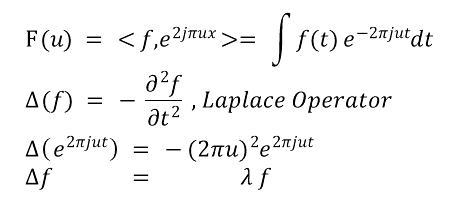 F(u) = < f,e^{2jπux} >= ∫ f(t) e^{−2πjut}dt
Δ(f) = − ∂²f/∂t² , Laplace Operator
Δ(e^{2πjut}) = −(2πu)²e^{2πjut}
Δf = λ f